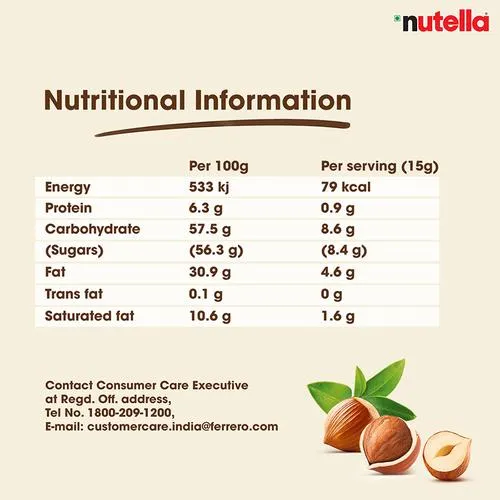 nutella
Nutritional Information
Per 100g Per serving (15g)
Energy 533 kj 79 kcal
Protein 6.3 g 0.9 g
Carbohydrate 57.5 g 8.6 g
(Sugars) (56.3 g) (8.4 g)
Fat 30.9 g 4.6 g
Trans fat 0.1 g 0 g
Saturated fat 10.6 g 1.6 g
Contact Consumer Care Executive
at Regd. Off. address,
Tel No. 1800-209-1200,
E-mail: customercare.india@ferrero.com